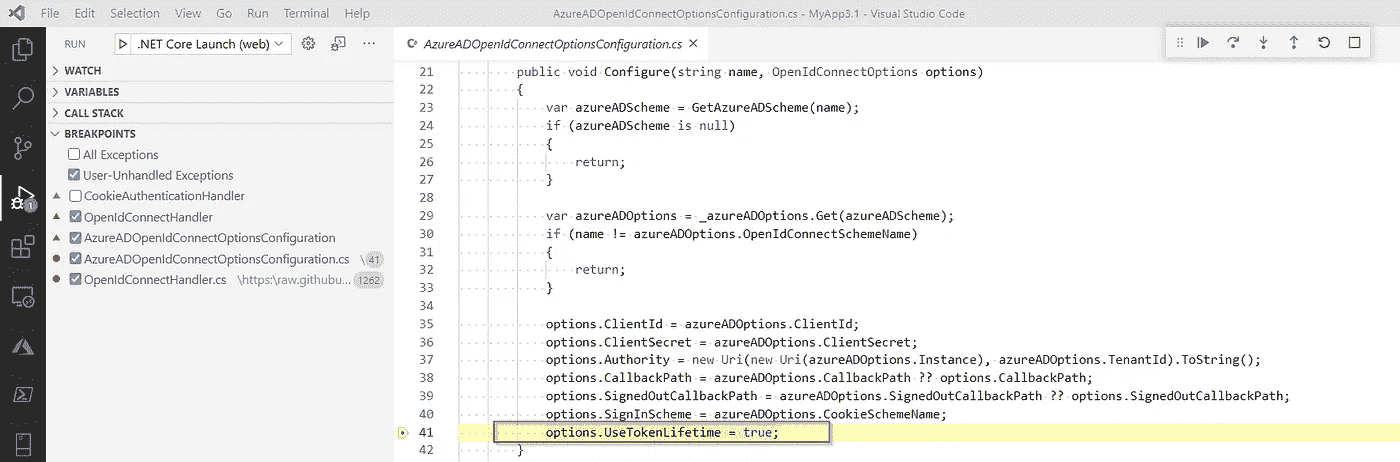 File Edit Selection View Go Run Terminal Help AzureADOpenIdConnectOptionsConfiguration.cs - MyApp3.1 - Visual Studio Code
RUN .NET Core Launch (web) ...
C# AzureADOpenIdConnectOptionsConfiguration.cs ×
WATCH
VARIABLES
CALL STACK
BREAKPOINTS
All Exceptions
User-Unhandled Exceptions
CookieAuthenticationHandler
OpenIdConnectHandler
AzureADOpenIdConnectOptionsConfiguration
AzureADOpenIdConnectOptionsConfiguration.cs \ 41
OpenIdConnectHandler.cs \https:\raw.githubu... 1262
1
21 public void Configure(string name, OpenIdConnectOptions options)
22 {
23 var azureADScheme = GetAzureADScheme(name);
24 if (azureADScheme is null)
25 {
26 return;
27 }
28
29 var azureADOptions = _azureADOptions.Get(azureADScheme);
30 if (name != azureADOptions.OpenIdConnectSchemeName)
31 {
32 return;
33 }
34
35 options.ClientId = azureADOptions.ClientId;
36 options.ClientSecret = azureADOptions.ClientSecret;
37 options.Authority = new Uri(new Uri(azureADOptions.Instance), azureADOptions.TenantId).ToString();
38 options.CallbackPath = azureADOptions.CallbackPath ?? options.CallbackPath;
39 options.SignedOutCallbackPath = azureADOptions.SignedOutCallbackPath ?? options.SignedOutCallbackPath;
40 options.SignInScheme = azureADOptions.CookieSchemeName;
41 options.UseTokenLifetime = true;
42 }